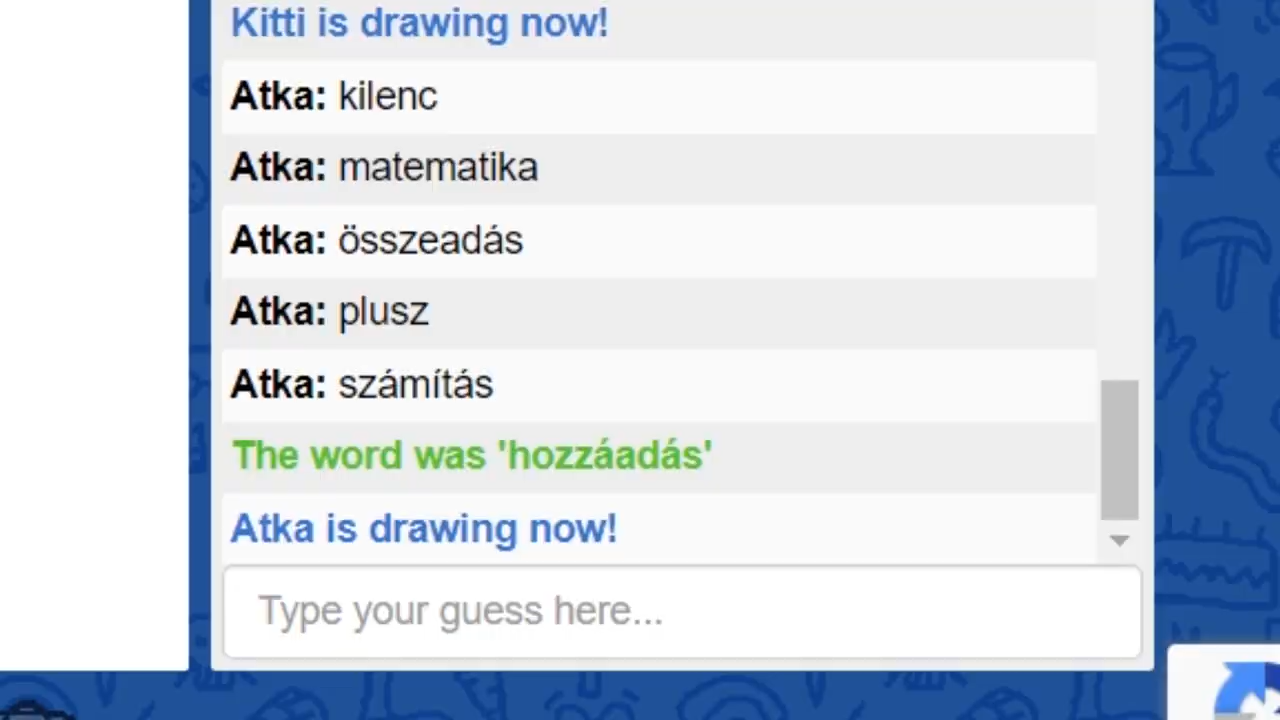 Kitti is drawing now!
Atka: kilenc
Atka: matematika
Atka: összeadás
Atka: plusz
Atka: számítás
The word was 'hozzáadás'
Atka is drawing now!
Type your guess here...